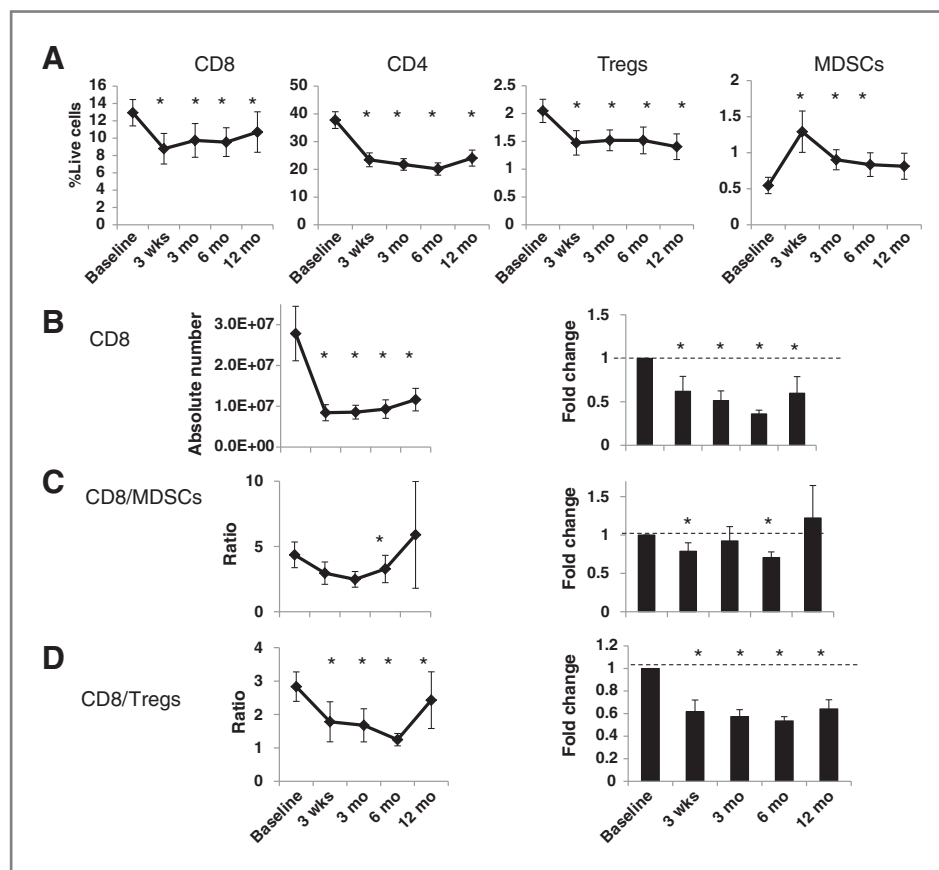 A
CD8
CD4
Tregs
MDSCs
%Live cells
16
14
12
10
8
6
4
2
0
* * * *
Baseline
3 wks
3 mo
6 mo
12 mo
50
40
30
20
10
0
* * * *
Baseline
3 wks
3 mo
6 mo
12 mo
2.5
2
1.5
1
0.5
0
* * * *
Baseline
3 wks
3 mo
6 mo
12 mo
2
1.5
1
0.5
0
* * *
Baseline
3 wks
3 mo
6 mo
12 mo
B
CD8
Absolute number
3.0E+07
2.0E+07
1.0E+07
0.0E+00
* * * *
Fold change
1.5
1
0.5
0
* * * *
C
CD8/MDSCs
Ratio
10
5
0
*
Fold change
1.5
1
0.5
0
* *
D
CD8/Tregs
Ratio
4
3
2
1
0
* * * *
Baseline
3 wks
3 mo
6 mo
12 mo
Fold change
1.2
1
0.8
0.6
0.4
0.2
0
* * * *
Baseline
3 wks
3 mo
6 mo
12 mo